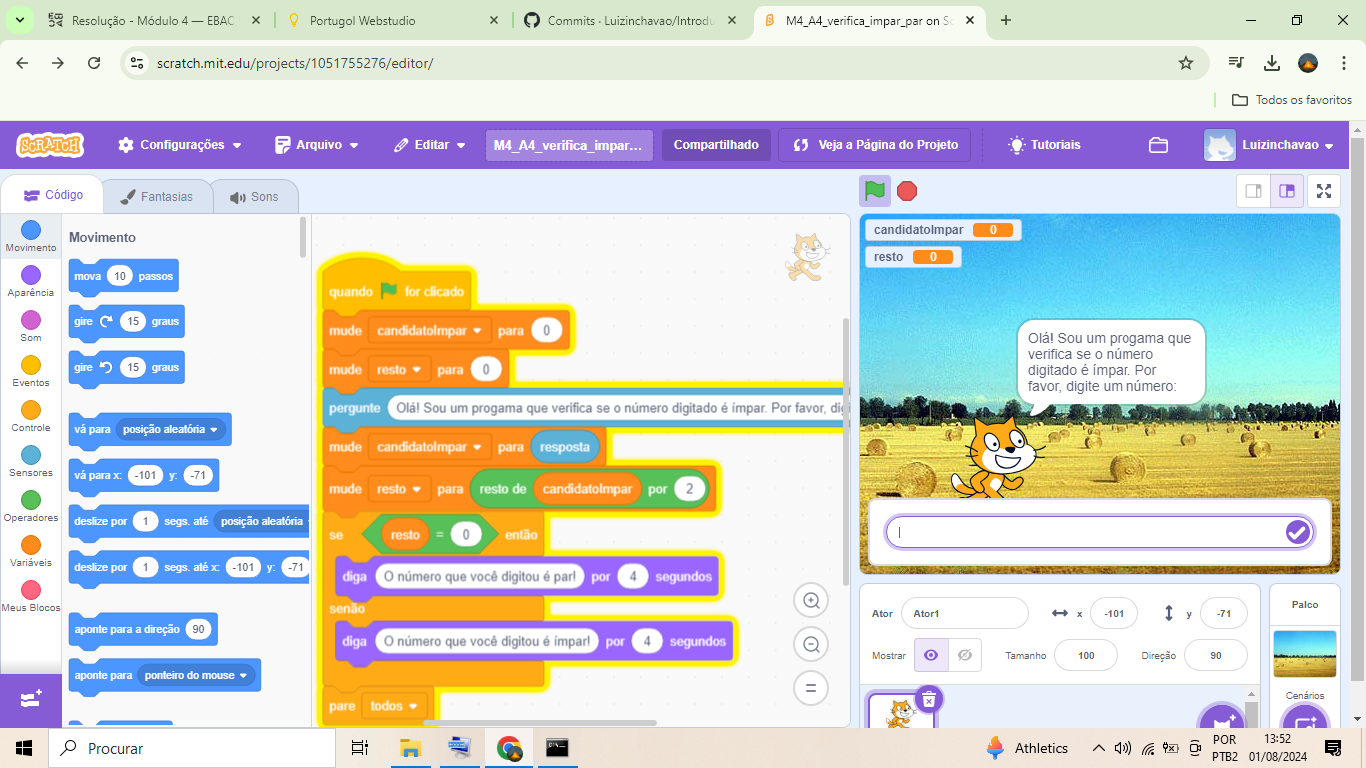 Resolução - Módulo 4 — EBAC
Portugol Webstudio
Commits · Luizinchavao/Introdu
M4_A4_verifica_impar_par on Sc
scratch.mit.edu/projects/1051755276/editor/
Todos os favoritos
SCRATCH
Configurações
Arquivo
Editar
M4_A4_verifica_impar...
Compartilhado
Veja a Página do Projeto
Tutoriais
Luizinchavao
Código
Fantasias
Sons
Movimento
Aparência
Som
Eventos
Controle
Sensores
Operadores
Variáveis
Meus Blocos
Movimento
mova 10 passos
gire 15 graus
gire 15 graus
vá para posição aleatória
vá para x: -101 y: -71
deslize por 1 segs. até posição aleatória
deslize por 1 segs. até x: -101 y: -71
aponte para a direção 90
aponte para ponteiro do mouse
quando for clicado
mude candidatoImpar para 0
mude resto para 0
pergunte Olá! Sou um progama que verifica se o número digitado é ímpar. Por favor, dig
mude candidatoImpar para resposta
mude resto para resto de candidatoImpar por 2
se resto = 0 então
diga O número que você digitou é par! por 4 segundos
senão
diga O número que você digitou é ímpar! por 4 segundos
pare todos
candidatoImpar 0
resto 0
Olá! Sou um progama que
verifica se o número
digitado é ímpar. Por
favor, digite um número:
Ator Ator1 x -101 y -71
Mostrar Tamanho 100 Direção 90
Palco
Cenários
Procurar
Athletics
POR
PTB2
13:52
01/08/2024